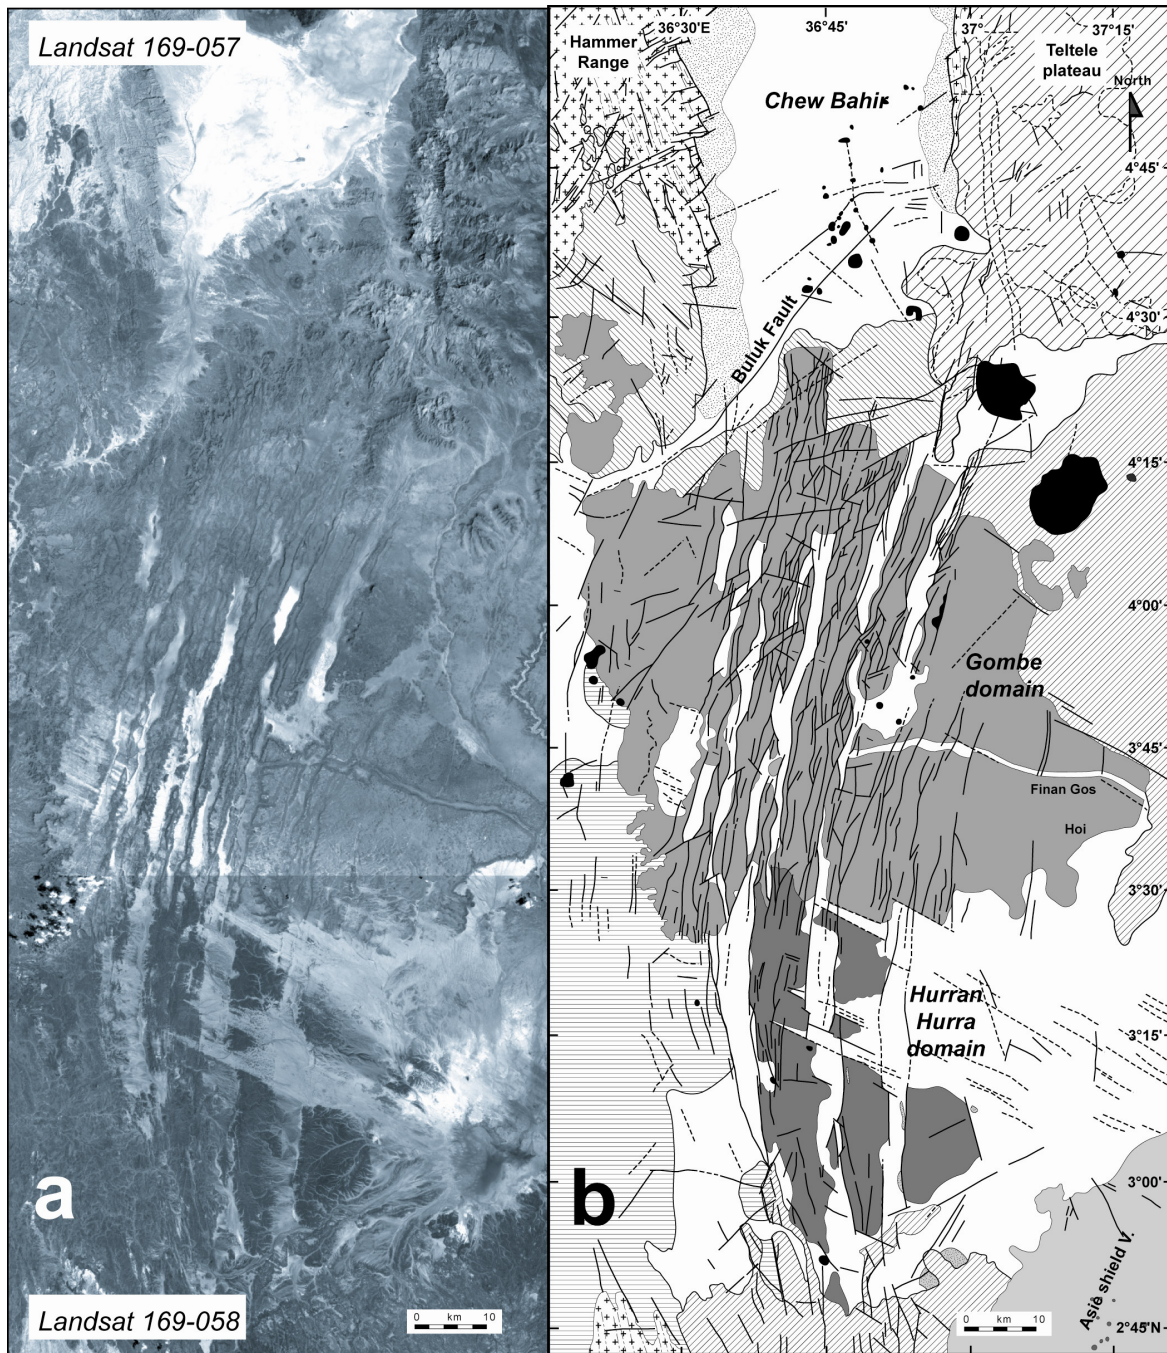 Landsat 169-057
a
Landsat 169-058
0 km 10
36°30'E
36°45'
37°
37°15'
Hammer
Range
Teltele
plateau
North
Chew Bahir
4°45'
Buluk Fault
4°30'
4°15'
4°00'
Gombe
domain
3°45'
Finan Gos
Hoi
3°30'
Hurran
Hurra
domain
3°15'
b
3°00'
Asie shield V.
0 km 10
2°45'N